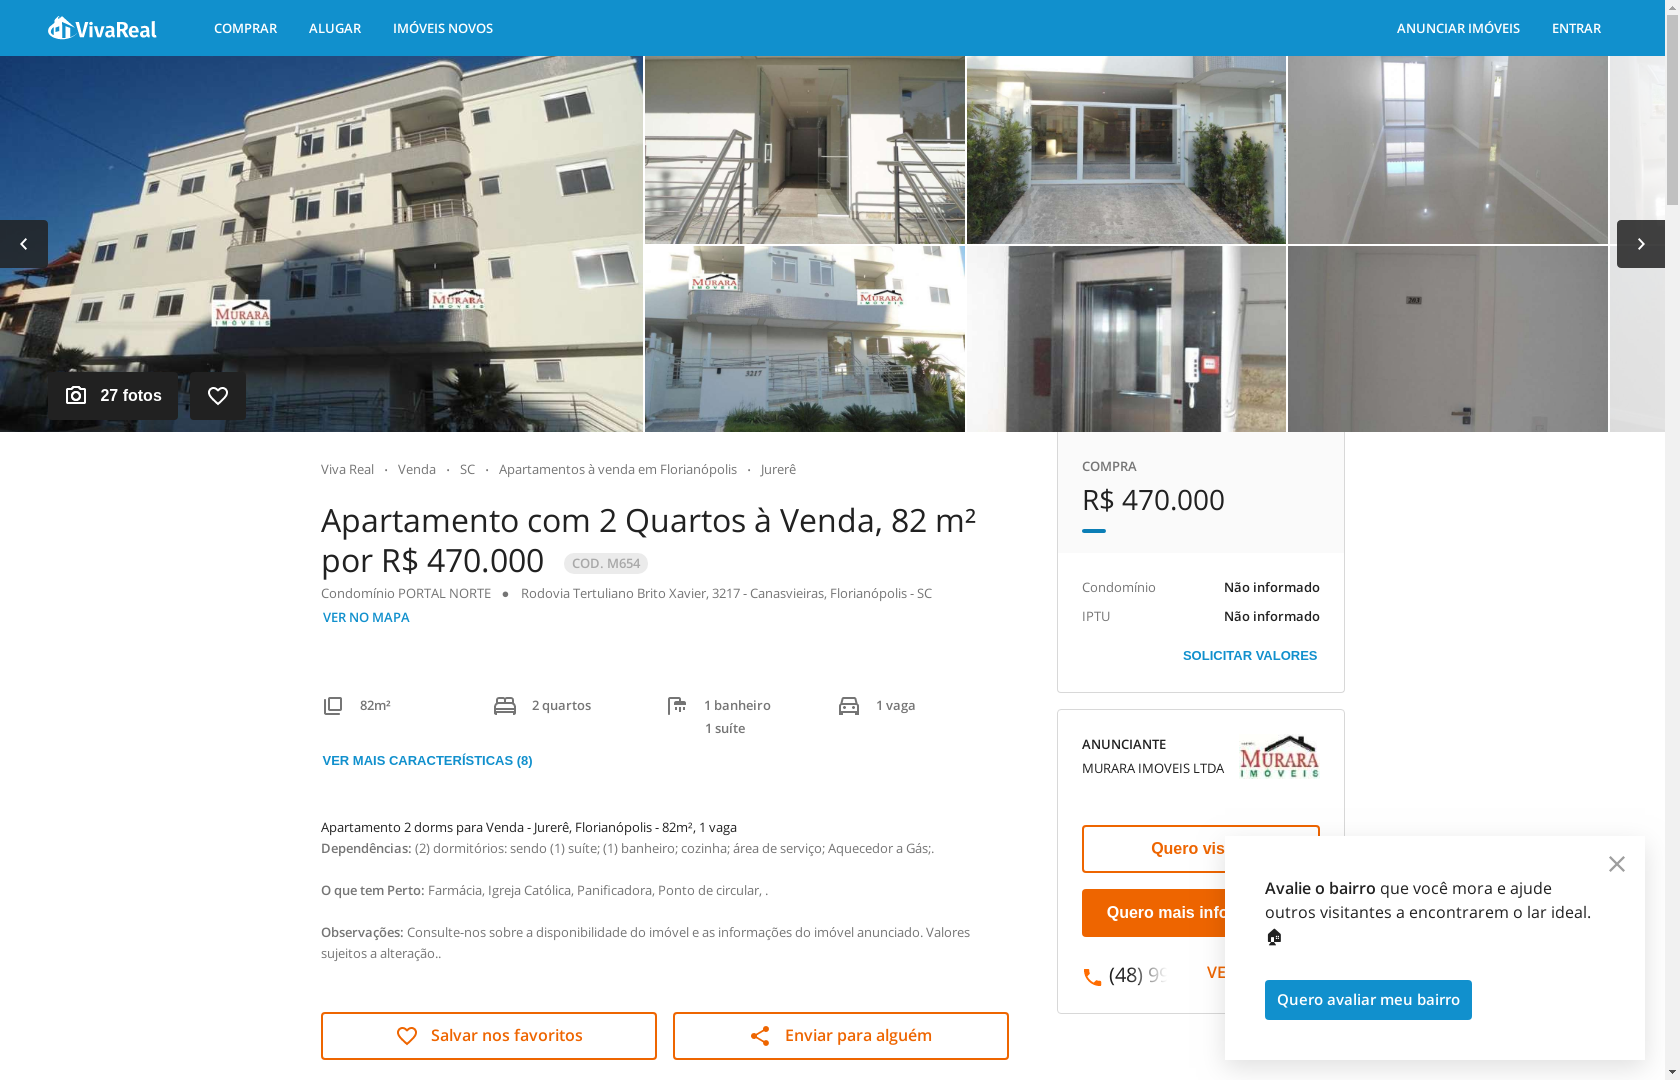 VivaReal
COMPRAR
ALUGAR
IMÓVEIS NOVOS
ANUNCIAR IMÓVEIS
ENTRAR
MURARA
IMÓVEIS
MURARA
IMÓVEIS
MURARA
IMÓVEIS
MURARA
IMÓVEIS
3217
203
27 fotos
Viva Real · Venda · SC · Apartamentos à venda em Florianópolis · Jurerê
Apartamento com 2 Quartos à Venda, 82 m²
por R$ 470.000 COD. M654
Condomínio PORTAL NORTE ● Rodovia Tertuliano Brito Xavier, 3217 - Canasvieiras, Florianópolis - SC
VER NO MAPA
82m²
2 quartos
1 banheiro
1 suíte
1 vaga
VER MAIS CARACTERÍSTICAS (8)
Apartamento 2 dorms para Venda - Jurerê, Florianópolis - 82m², 1 vaga
Dependências: (2) dormitórios: sendo (1) suíte; (1) banheiro; cozinha; área de serviço; Aquecedor a Gás;.
O que tem Perto: Farmácia, Igreja Católica, Panificadora, Ponto de circular, .
Observações: Consulte-nos sobre a disponibilidade do imóvel e as informações do imóvel anunciado. Valores
sujeitos a alteração..
Salvar nos favoritos
Enviar para alguém
COMPRA
R$ 470.000
Condomínio Não informado
IPTU Não informado
SOLICITAR VALORES
ANUNCIANTE
MURARA IMOVEIS LTDA
MURARA
IMÓVEIS
Quero vis
Quero mais info
(48) 99
VE
Avalie o bairro que você mora e ajude
outros visitantes a encontrarem o lar ideal.
Quero avaliar meu bairro